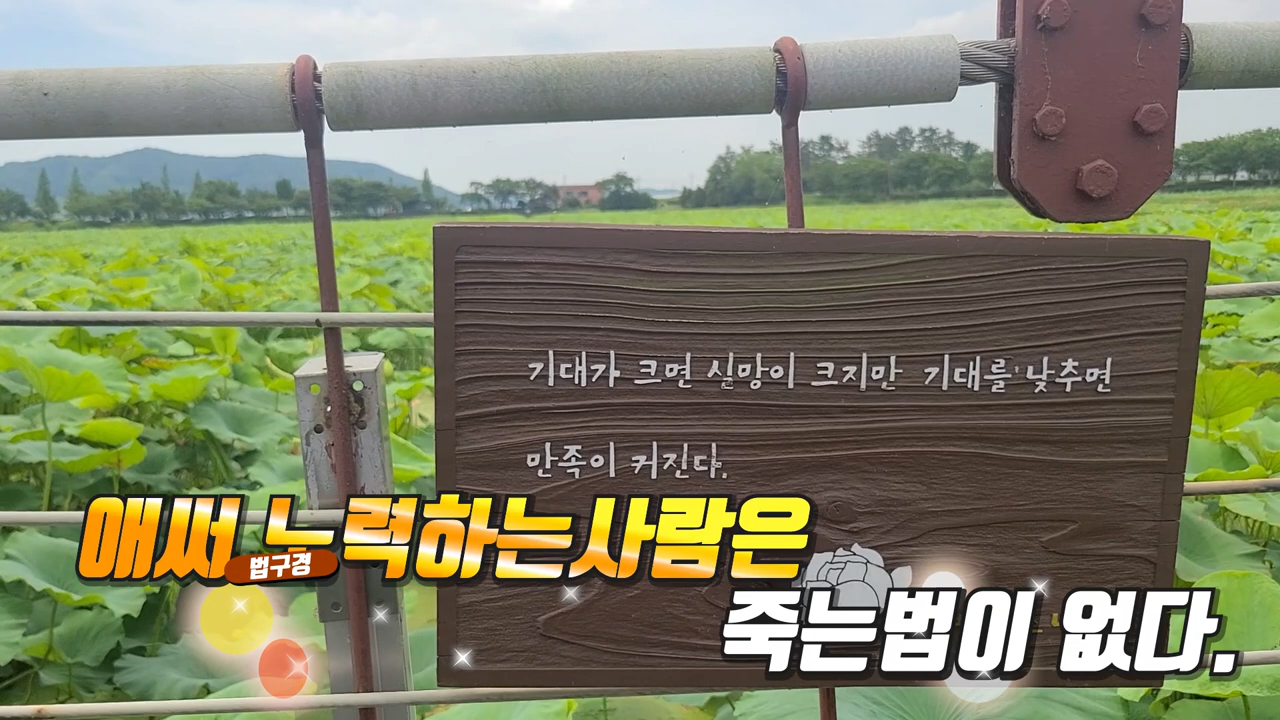 기대가 크면 실망이 크지만 기대를 낮추면
만족이 커진다.
애써 노력하는사람은
법구경
죽는법이 없다.